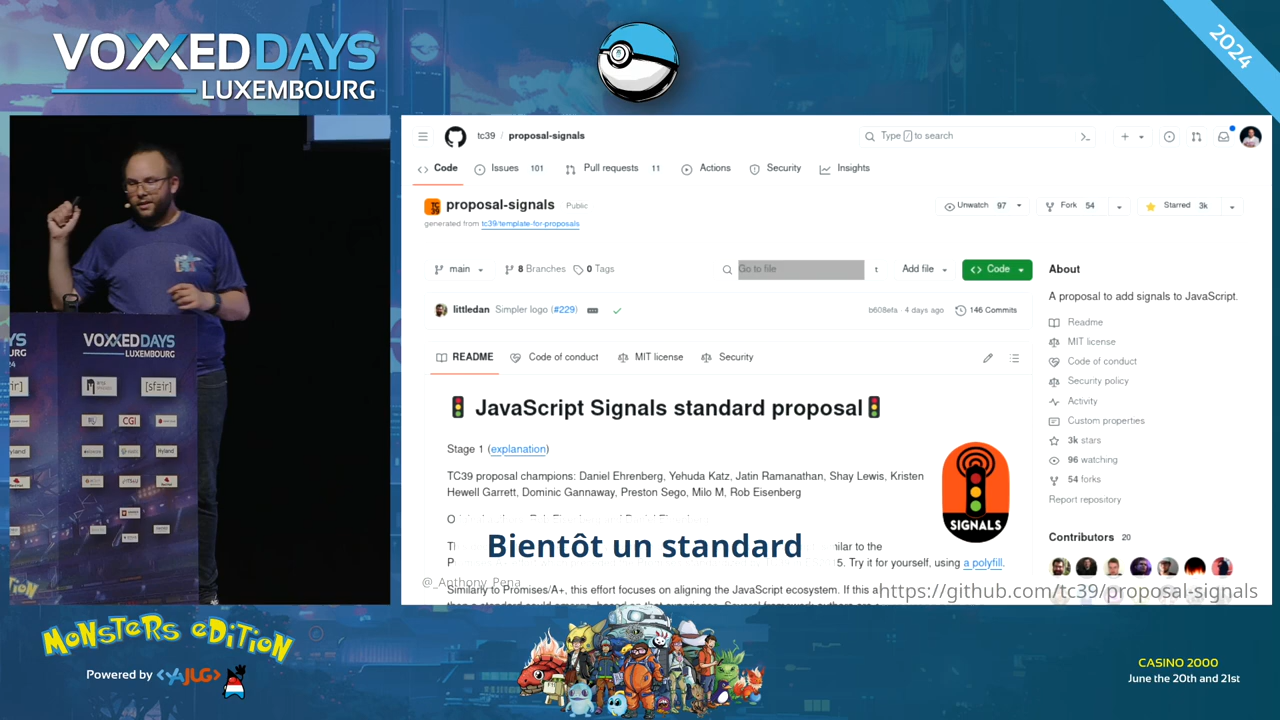 VOXXED DAYS
LUXEMBOURG
2024
tc39 / proposal-signals
Type / to search
Code
Issues 101
Pull requests 11
Actions
Security
Insights
proposal-signals
Public
generated from tc39/template-for-proposals
Unwatch 97
Fork 54
Starred 3k
main
8 Branches
0 Tags
Go to file
t
Add file
Code
littledan Simpler logo (#229)
b608efa · 4 days ago
146 Commits
README
Code of conduct
MIT license
Security
JavaScript Signals standard proposal
Stage 1 (explanation)
TC39 proposal champions: Daniel Ehrenberg, Yehuda Katz, Jatin Ramanathan, Shay Lewis, Kristen
Hewell Garrett, Dominic Gannaway, Preston Sego, Milo M, Rob Eisenberg
milar to the
5. Try it for yourself, using a polyfill.
Similarly to Promises/A+, this effort focuses on aligning the JavaScript ecosystem. If this a
SIGNALS
Bientôt un standard
@_Anthony_Pena_
https://github.com/tc39/proposal-signals
About
A proposal to add signals to JavaScript.
Readme
MIT license
Code of conduct
Security policy
Activity
Custom properties
3k stars
96 watching
54 forks
Report repository
Contributors 20
VOXXED DAYS
LUXEMBOURG
[sfeir]
CGI
Hyland
MONSTERS EDITION
Powered by <YAJUG>
CASINO 2000
June the 20th and 21st